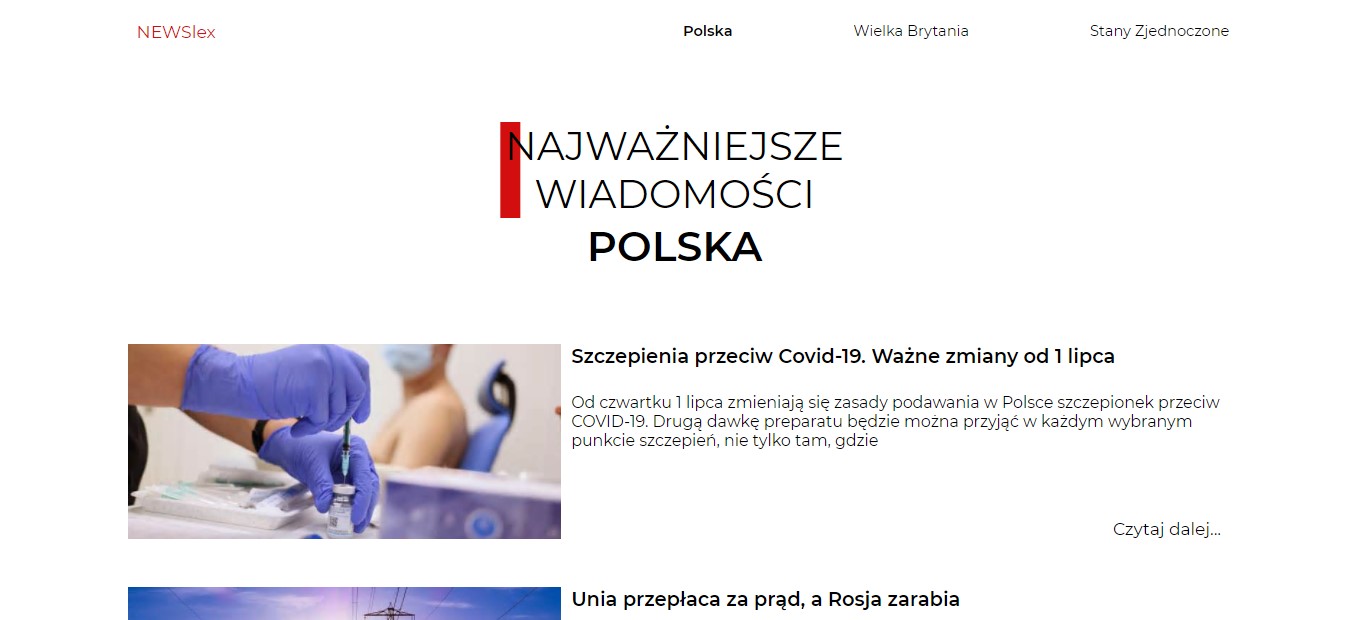 NEWSlex
Polska
Wielka Brytania
Stany Zjednoczone
NAJWAŻNIEJSZE
WIADOMOŚCI
POLSKA
Szczepienia przeciw Covid-19. Ważne zmiany od 1 lipca
Od czwartku 1 lipca zmieniają się zasady podawania w Polsce szczepionek przeciw
COVID-19. Drugą dawkę preparatu będzie można przyjąć w każdym wybranym
punkcie szczepień, nie tylko tam, gdzie
Czytaj dalej...
Unia przepłaca za prąd, a Rosja zarabia